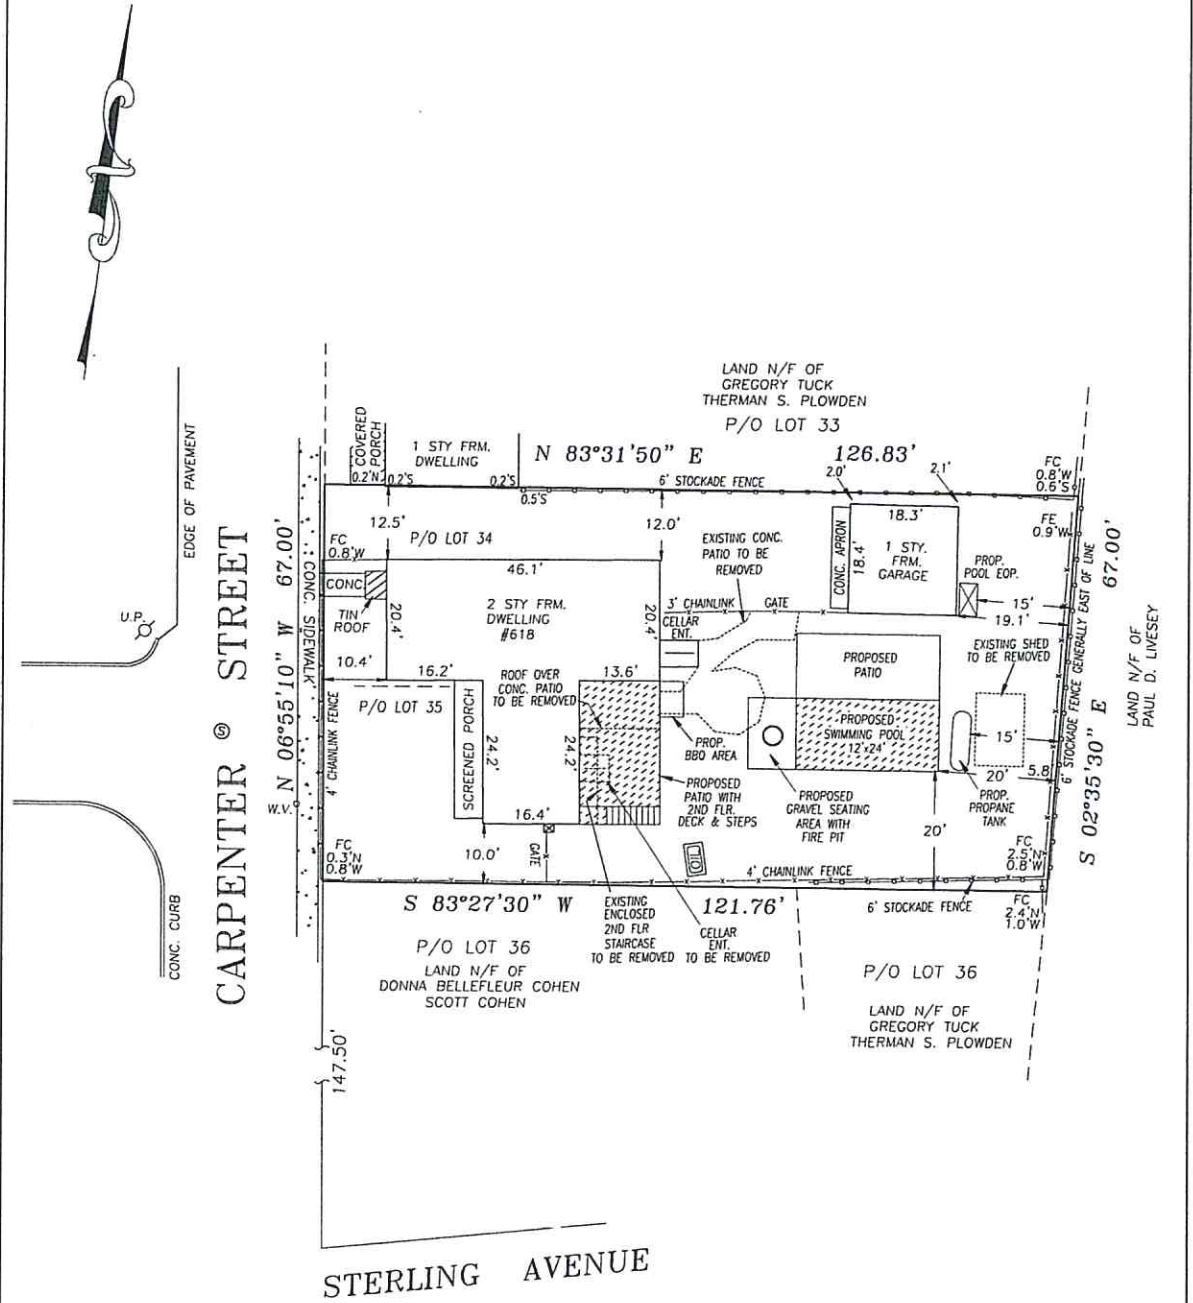 LAND N/F OF
GREGORY TUCK
THERMAN S. PLOWDEN
P/O LOT 33
EDGE OF PAVEMENT
COVERED
PORCH
1 STY FRM.
DWELLING
N 83°31'50" E
126.83'
0.2'N
0.2'S
0.2'S
0.5'S
6' STOCKADE FENCE
2.0'
2.1'
FC
0.8'W
0.6'S
12.5'
P/O LOT 34
12.0'
EXISTING CONC.
PATIO TO BE
REMOVED
CONC. APRON
18.3'
18.4'
1 STY.
FRM.
GARAGE
FE
0.9'W
PROP.
POOL EQP.
FC
0.8'W
CONC
TIN
ROOF
46.1'
2 STY FRM.
DWELLING
#618
20.4'
20.4'
3' CHAINLINK
GATE
CELLAR
ENT.
15'
19.1'
67.00'
6' STOCKADE FENCE GENERALLY EAST OF LINE
S 02°35'30" E
LAND N/F OF
PAUL D. LIVESEY
U.P.
CARPENTER Ⓢ STREET
N 06°55'10" W 67.00'
CONC. SIDEWALK
4' CHAINLINK FENCE
W.V.
10.4'
16.2'
P/O LOT 35
ROOF OVER
CONC. PATIO
TO BE REMOVED
13.6'
PROPOSED
PATIO
EXISTING SHED
TO BE REMOVED
SCREENED PORCH
24.2'
24.2'
PROP.
BBQ AREA
PROPOSED
SWIMMING POOL
12'x24'
15'
20'
5.8
PROPOSED
PATIO WITH
2ND FLR.
DECK & STEPS
PROPOSED
GRAVEL SEATING
AREA WITH
FIRE PIT
PROP.
PROPANE
TANK
16.4'
10.0'
GATE
OIL
20'
FC
0.3'N
0.8'W
4' CHAINLINK FENCE
FC
2.5'N
0.8'W
S 83°27'30" W
121.76'
6' STOCKADE FENCE
FC
2.4'N
1.0'W
EXISTING
ENCLOSED
2ND FLR
STAIRCASE
TO BE REMOVED
CELLAR
ENT.
TO BE REMOVED
CONC. CURB
P/O LOT 36
LAND N/F OF
DONNA BELLEFLEUR COHEN
SCOTT COHEN
P/O LOT 36
LAND N/F OF
GREGORY TUCK
THERMAN S. PLOWDEN
147.50'
STERLING AVENUE